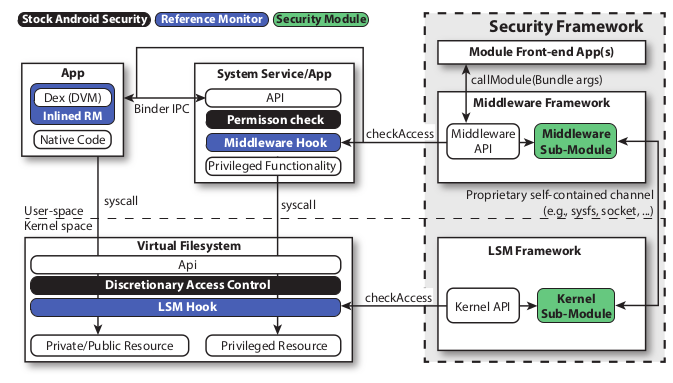 Stock Android Security
Reference Monitor
Security Module
Security Framework
Module Front-end App(s)
callModule(Bundle args)
App
Dex (DVM)
Inlined RM
Native Code
Binder IPC
System Service/App
API
Permisson check
Middleware Hook
Privileged Functionality
checkAccess
Middleware Framework
Middleware
API
Middleware
Sub-Module
syscall
syscall
Proprietary self-contained channel
(e.g., sysfs, socket, ...)
User-space
Kernel space
Virtual Filesystem
Api
Discretionary Access Control
LSM Hook
Private/Public Resource
Privileged Resource
checkAccess
LSM Framework
Kernel API
Kernel
Sub-Module